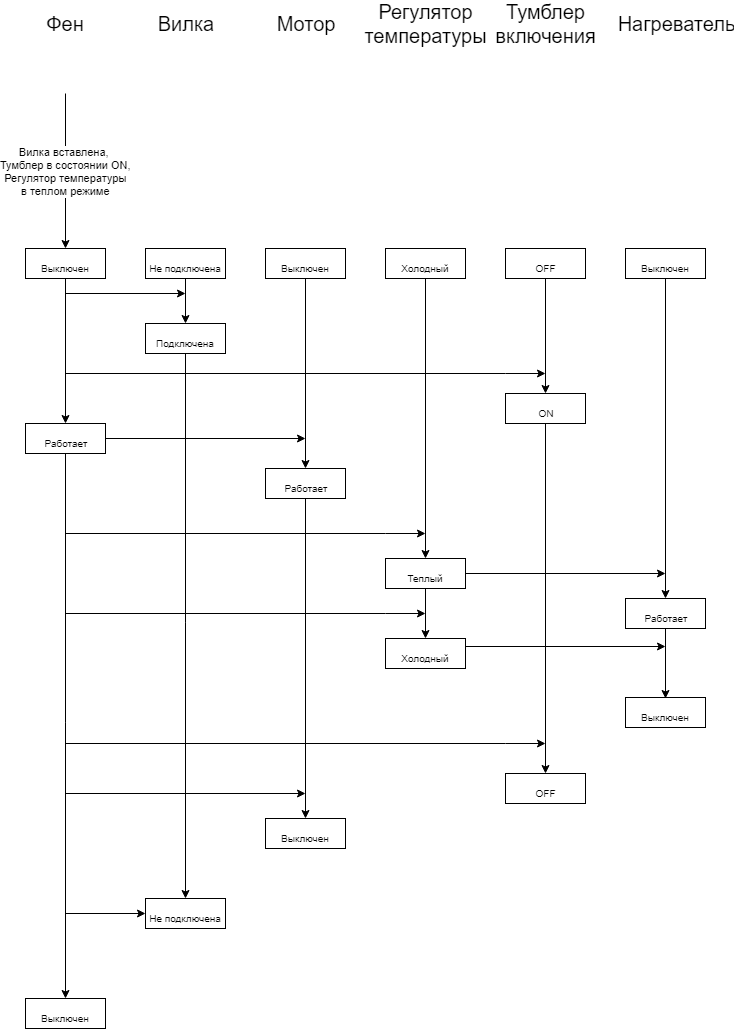 Фен
Вилка
Мотор
Регулятор
температуры
Тумблер
включения
Нагреватель
Вилка вставлена,
Тумблер в состоянии ON,
Регулятор температуры
в теплом режиме
Выключен
Не подключена
Выключен
Холодный
OFF
Выключен
Подключена
ON
Работает
Работает
Теплый
Работает
Холодный
Выключен
OFF
Выключен
Не подключена
Выключен